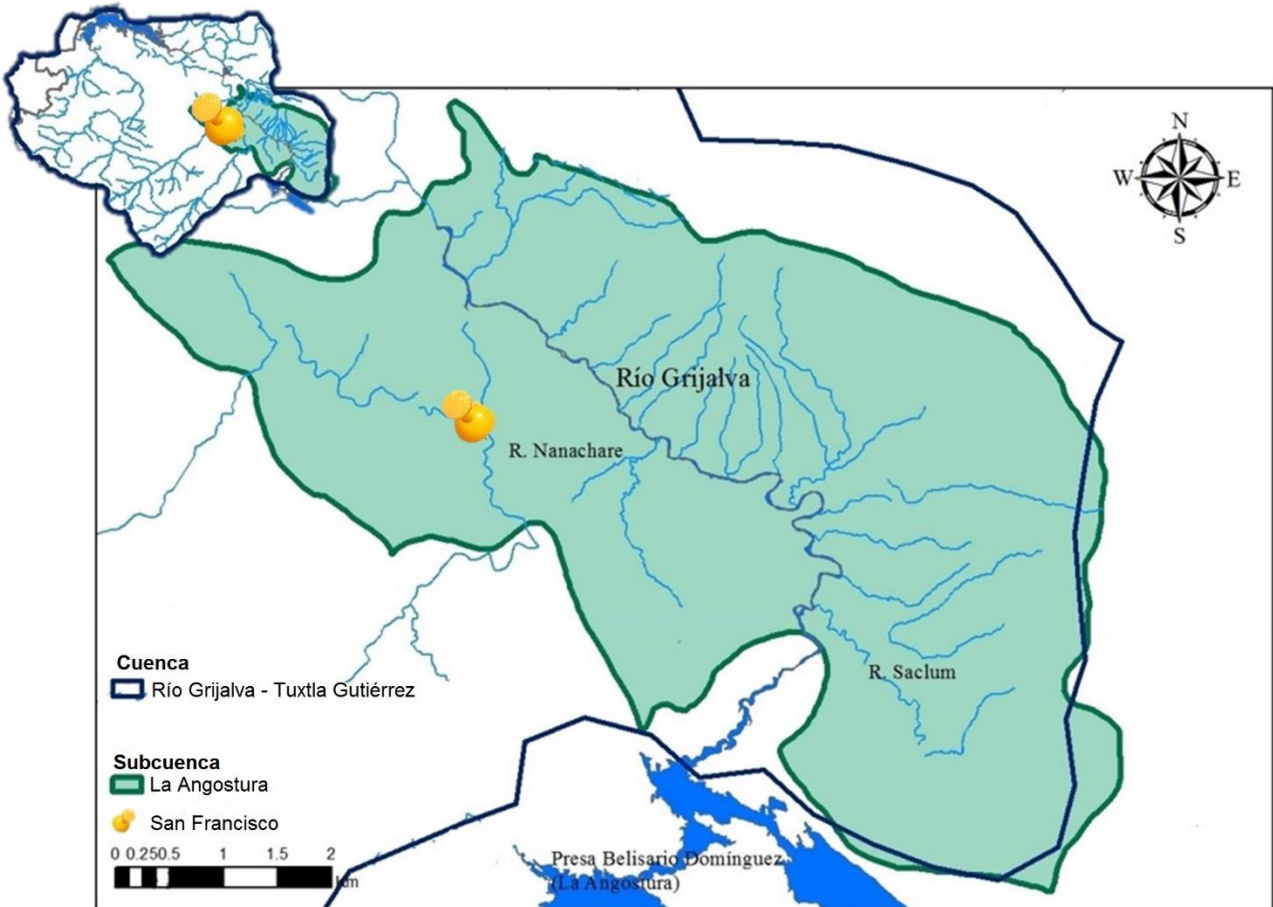 N
W E
S
Río Grijalva
R. Nanachare
R. Saclum
Cuenca
Río Grijalva - Tuxtla Gutiérrez
Subcuenca
La Angostura
San Francisco
0 0.250.5 1 1.5 2
km
Presa Belisario Domínguez
(La Angostura)